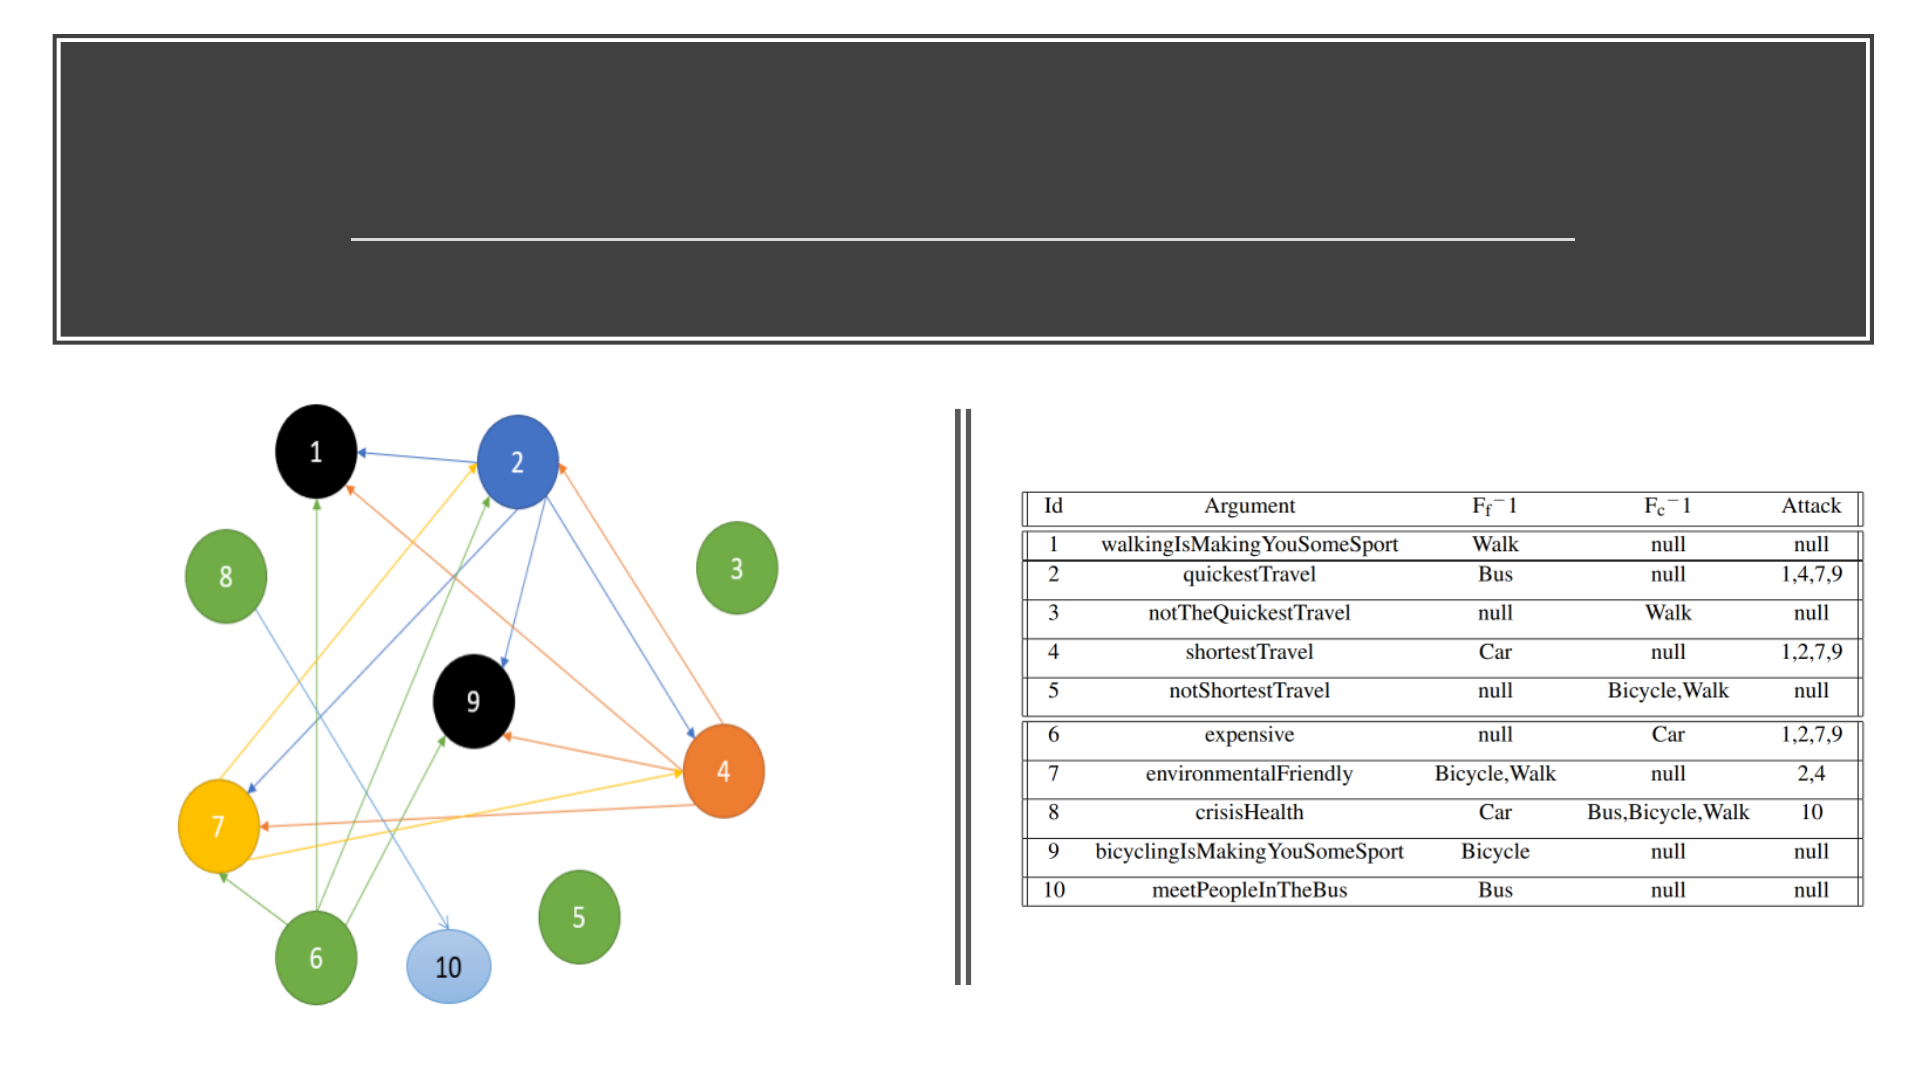 1
2
3
8
9
4
7
5
6
10
Id Argument Ff⁻1 Fc⁻1 Attack
1 walkingIsMakingYouSomeSport Walk null null
2 quickestTravel Bus null 1,4,7,9
3 notTheQuickestTravel null Walk null
4 shortestTravel Car null 1,2,7,9
5 notShortestTravel null Bicycle,Walk null
6 expensive null Car 1,2,7,9
7 environmentalFriendly Bicycle,Walk null 2,4
8 crisisHealth Car Bus,Bicycle,Walk 10
9 bicyclingIsMakingYouSomeSport Bicycle null null
10 meetPeopleInTheBus Bus null null